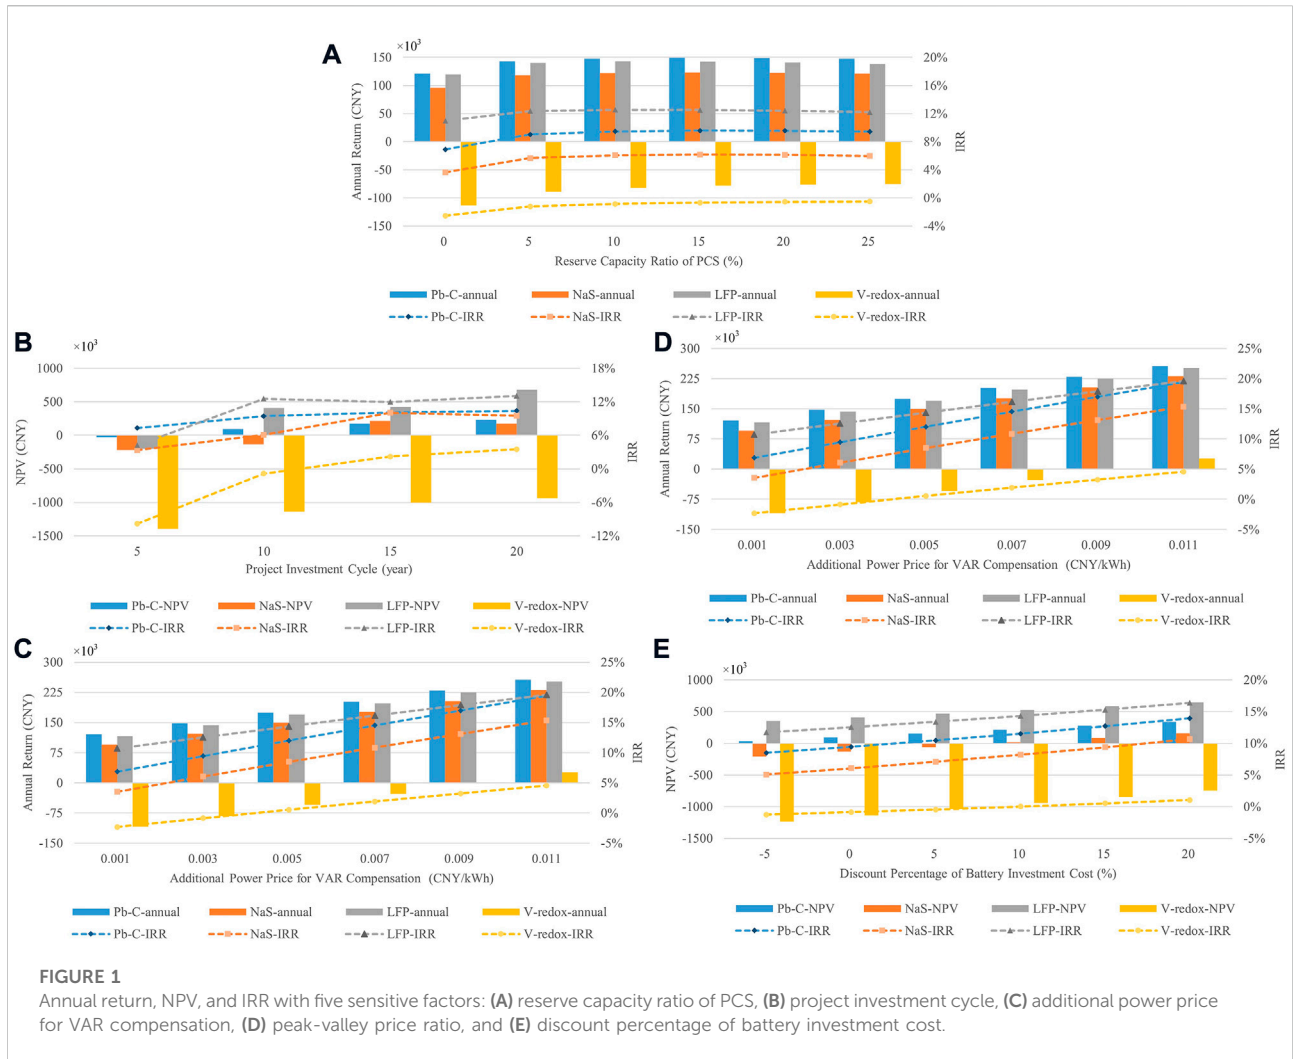 A
×10³
Annual Return (CNY)
150
100
50
0
-50
-100
-150
20%
16%
12%
8%
4%
0%
-4%
IRR
0 5 10 15 20 25
Reserve Capacity Ratio of PCS (%)
Pb-C-annual NaS-annual LFP-annual V-redox-annual
Pb-C-IRR NaS-IRR LFP-IRR V-redox-IRR
B
×10³
NPV (CNY)
1000
500
0
-500
-1000
-1500
18%
12%
6%
0%
-6%
-12%
IRR
5 10 15 20
Project Investment Cycle (year)
Pb-C-NPV NaS-NPV LFP-NPV V-redox-NPV
Pb-C-IRR NaS-IRR LFP-IRR V-redox-IRR
D
×10³
Annual Return (CNY)
300
225
150
75
0
-75
-150
25%
20%
15%
10%
5%
0%
-5%
IRR
0.001 0.003 0.005 0.007 0.009 0.011
Additional Power Price for VAR Compensation (CNY/kWh)
Pb-C-annual NaS-annual LFP-annual V-redox-annual
Pb-C-IRR NaS-IRR LFP-IRR V-redox-IRR
C
×10³
Annual Return (CNY)
300
225
150
75
0
-75
-150
25%
20%
15%
10%
5%
0%
-5%
IRR
0.001 0.003 0.005 0.007 0.009 0.011
Additional Power Price for VAR Compensation (CNY/kWh)
Pb-C-annual NaS-annual LFP-annual V-redox-annual
Pb-C-IRR NaS-IRR LFP-IRR V-redox-IRR
E
×10³
NPV (CNY)
1000
500
0
-500
-1000
-1500
20%
15%
10%
5%
0%
-5%
IRR
-5 0 5 10 15 20
Discount Percentage of Battery Investment Cost (%)
Pb-C-NPV NaS-NPV LFP-NPV V-redox-NPV
Pb-C-IRR NaS-IRR LFP-IRR V-redox-IRR
FIGURE 1
Annual return, NPV, and IRR with five sensitive factors: (A) reserve capacity ratio of PCS, (B) project investment cycle, (C) additional power price
for VAR compensation, (D) peak-valley price ratio, and (E) discount percentage of battery investment cost.